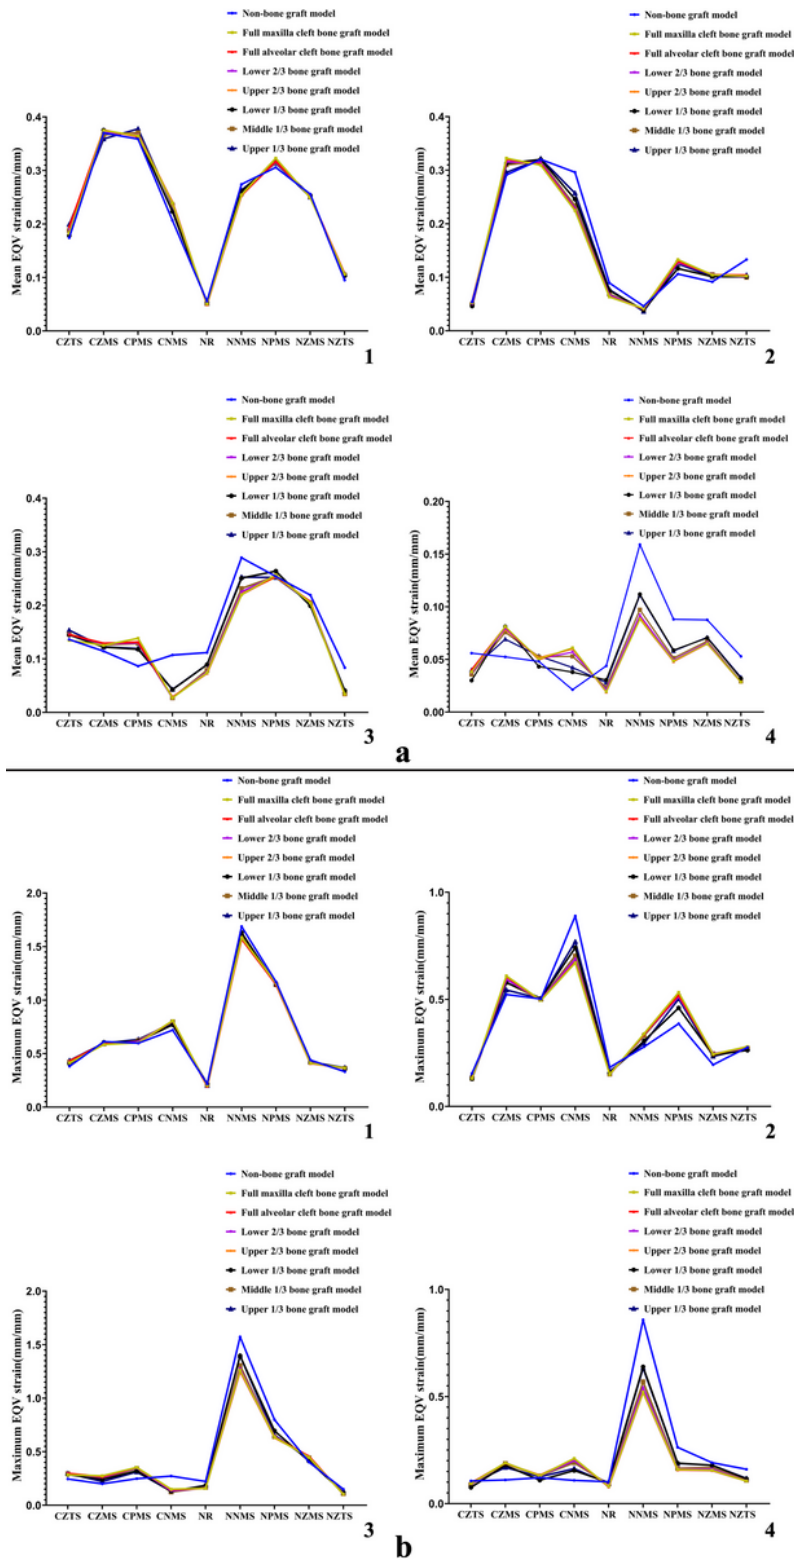 Non-bone graft model
Full maxilla cleft bone graft model
Full alveolar cleft bone graft model
Lower 2/3 bone graft model
Upper 2/3 bone graft model
Lower 1/3 bone graft model
Middle 1/3 bone graft model
Upper 1/3 bone graft model
Mean EQV strain(mm/mm)
0.4
0.3
0.2
0.1
0.0
CZTS CZMS CPMS CNMS NR NNMS NPMS NZMS NZTS
1
Non-bone graft model
Full maxilla cleft bone graft model
Full alveolar cleft bone graft model
Lower 2/3 bone graft model
Upper 2/3 bone graft model
Lower 1/3 bone graft model
Middle 1/3 bone graft model
Upper 1/3 bone graft model
Mean EQV strain(mm/mm)
0.4
0.3
0.2
0.1
0.0
CZTS CZMS CPMS CNMS NR NNMS NPMS NZMS NZTS
2
Non-bone graft model
Full maxilla cleft bone graft model
Full alveolar cleft bone graft model
Lower 2/3 bone graft model
Upper 2/3 bone graft model
Lower 1/3 bone graft model
Middle 1/3 bone graft model
Upper 1/3 bone graft model
Mean EQV strain(mm/mm)
0.4
0.3
0.2
0.1
0.0
CZTS CZMS CPMS CNMS NR NNMS NPMS NZMS NZTS
3
Non-bone graft model
Full maxilla cleft bone graft model
Full alveolar cleft bone graft model
Lower 2/3 bone graft model
Upper 2/3 bone graft model
Lower 1/3 bone graft model
Middle 1/3 bone graft model
Upper 1/3 bone graft model
Mean EQV strain(mm/mm)
0.20
0.15
0.10
0.05
0.00
CZTS CZMS CPMS CNMS NR NNMS NPMS NZMS NZTS
4
a
Non-bone graft model
Full maxilla cleft bone graft model
Full alveolar cleft bone graft model
Lower 2/3 bone graft model
Upper 2/3 bone graft model
Lower 1/3 bone graft model
Middle 1/3 bone graft model
Upper 1/3 bone graft model
Maximum EQV strain(mm/mm)
2.0
1.5
1.0
0.5
0.0
CZTS CZMS CPMS CNMS NR NNMS NPMS NZMS NZTS
1
Non-bone graft model
Full maxilla cleft bone graft model
Full alveolar cleft bone graft model
Lower 2/3 bone graft model
Upper 2/3 bone graft model
Lower 1/3 bone graft model
Middle 1/3 bone graft model
Upper 1/3 bone graft model
Maximum EQV strain(mm/mm)
1.0
0.5
0.0
CZTS CZMS CPMS CNMS NR NNMS NPMS NZMS NZTS
2
Non-bone graft model
Full maxilla cleft bone graft model
Full alveolar cleft bone graft model
Lower 2/3 bone graft model
Upper 2/3 bone graft model
Lower 1/3 bone graft model
Middle 1/3 bone graft model
Upper 1/3 bone graft model
Maximum EQV strain(mm/mm)
2.0
1.5
1.0
0.5
0.0
CZTS CZMS CPMS CNMS NR NNMS NPMS NZMS NZTS
3
Non-bone graft model
Full maxilla cleft bone graft model
Full alveolar cleft bone graft model
Lower 2/3 bone graft model
Upper 2/3 bone graft model
Lower 1/3 bone graft model
Middle 1/3 bone graft model
Upper 1/3 bone graft model
Maximum EQV strain(mm/mm)
1.0
0.5
0.0
CZTS CZMS CPMS CNMS NR NNMS NPMS NZMS NZTS
4
b